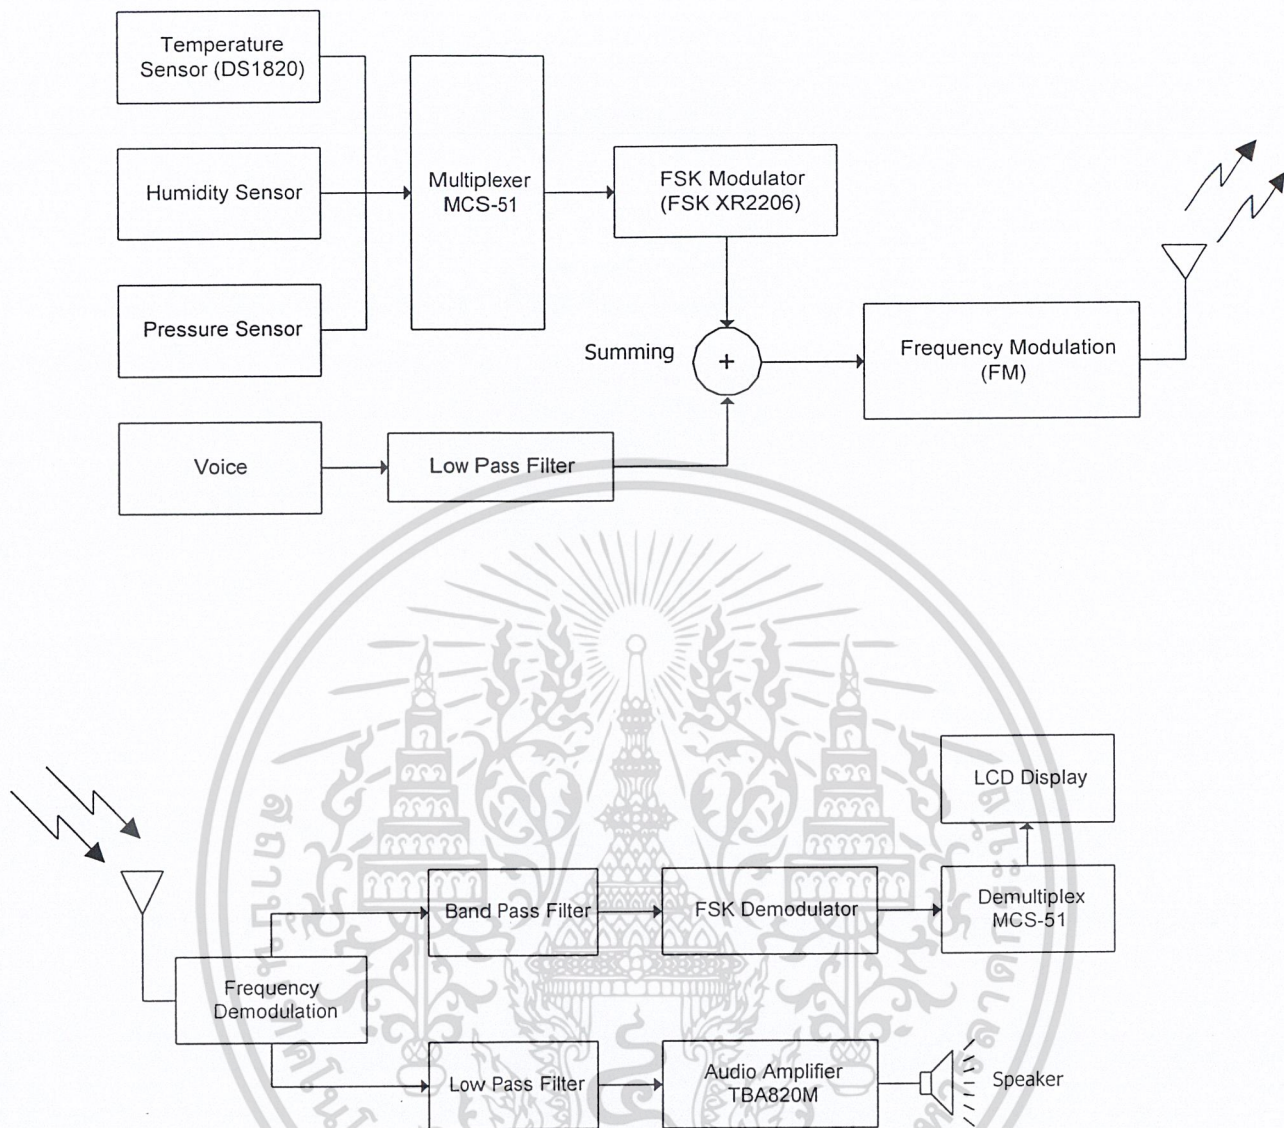 Temperature
Sensor (DS1820)
Humidity Sensor
Pressure Sensor
Voice
Multiplexer
MCS-51
Low Pass Filter
FSK Modulator
(FSK XR2206)
Summing
+
Frequency Modulation
(FM)
LCD Display
Band Pass Filter
FSK Demodulator
Demultiplex
MCS-51
Frequency
Demodulation
Low Pass Filter
Audio Amplifier
TBA820M
Speaker